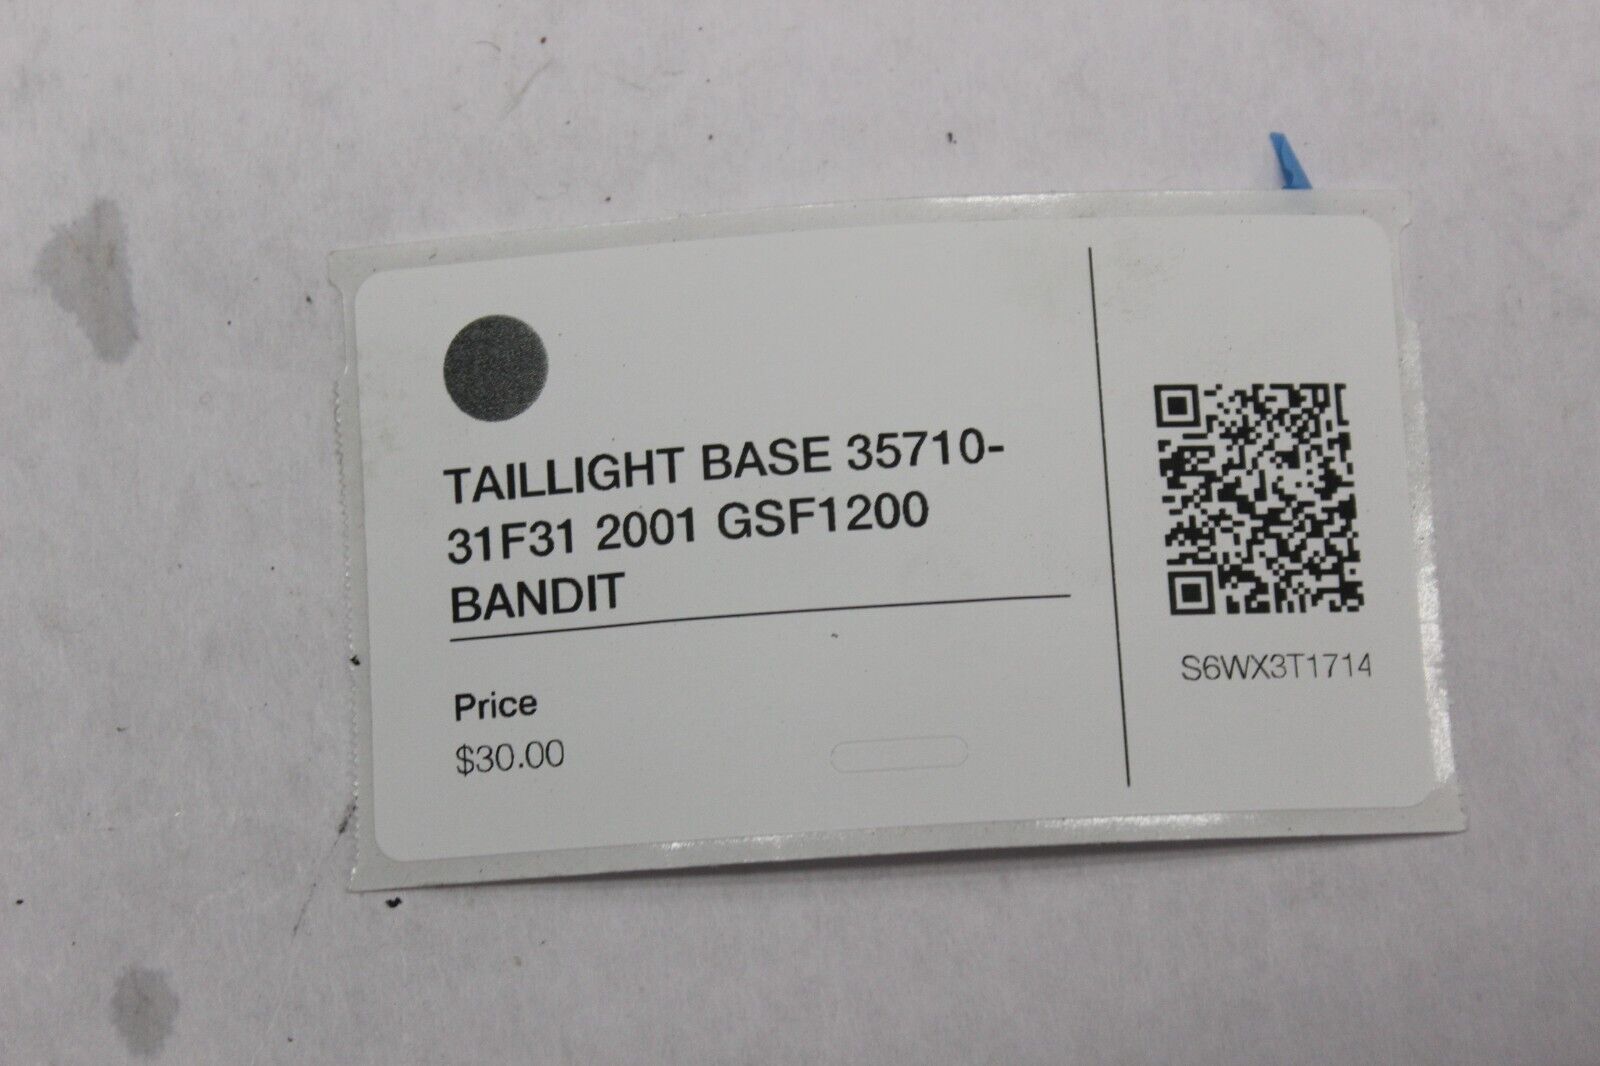 TAILLIGHT BASE 35710-
31F31 2001 GSF1200
BANDIT
Price
$30.00
S6WX3T1714